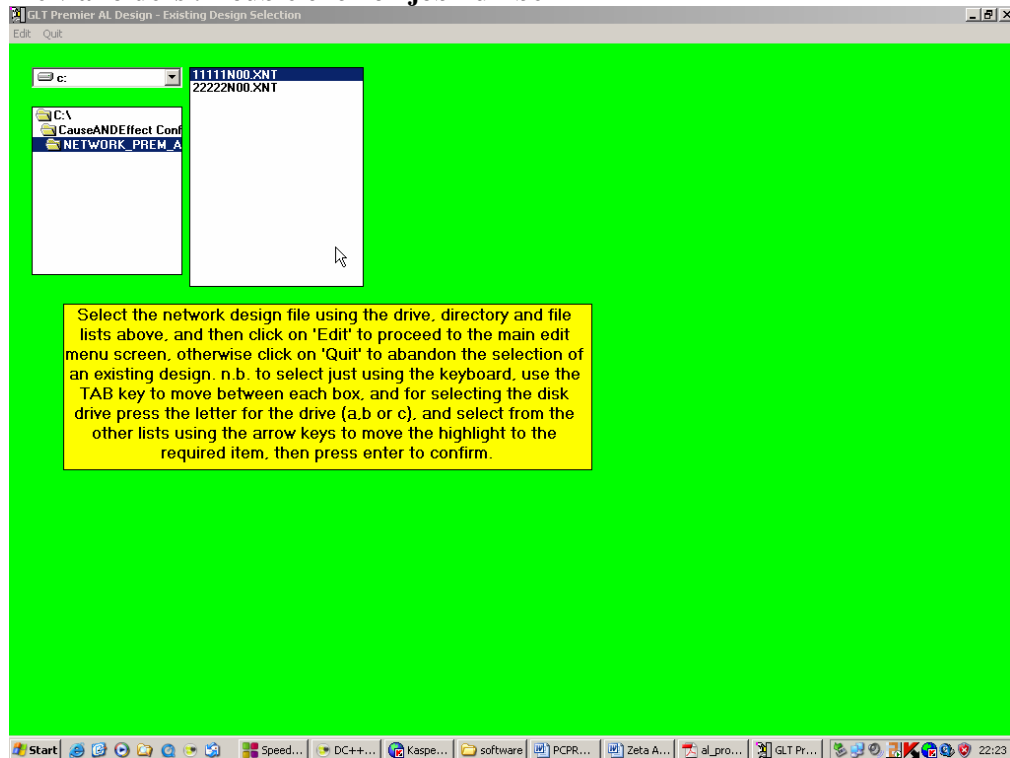 GLT Premier AL Design - Existing Design Selection
Edit Quit
c:
11111N00.XNT
22222N00.XNT
C:\
CauseANDEffect Conf
NETWORK_PREM_A
Select the network design file using the drive, directory and file
lists above, and then click on 'Edit' to proceed to the main edit
menu screen, otherwise click on 'Quit' to abandon the selection of
an existing design. n.b. to select just using the keyboard, use the
TAB key to move between each box, and for selecting the disk
drive press the letter for the drive (a,b or c), and select from the
other lists using the arrow keys to move the highlight to the
required item, then press enter to confirm.
Start Speed... DC++... Kaspe... software PCPR... Zeta A... al_pro... GLT Pr... 22:23